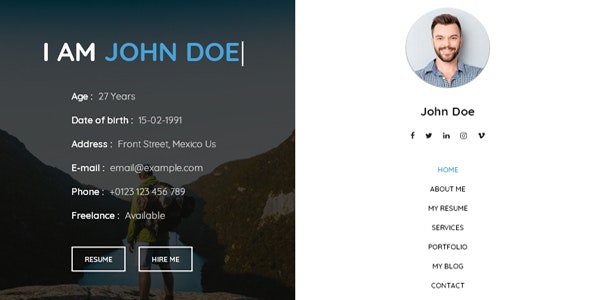 I AM JOHN DOE
Age : 27 Years
Date of birth : 15-02-1991
Address : Front Street, Mexico Us
E-mail : email@example.com
Phone : +0123 123 456 789
Freelance : Available
RESUME HIRE ME
John Doe
HOME
ABOUT ME
MY RESUME
SERVICES
PORTFOLIO
MY BLOG
CONTACT